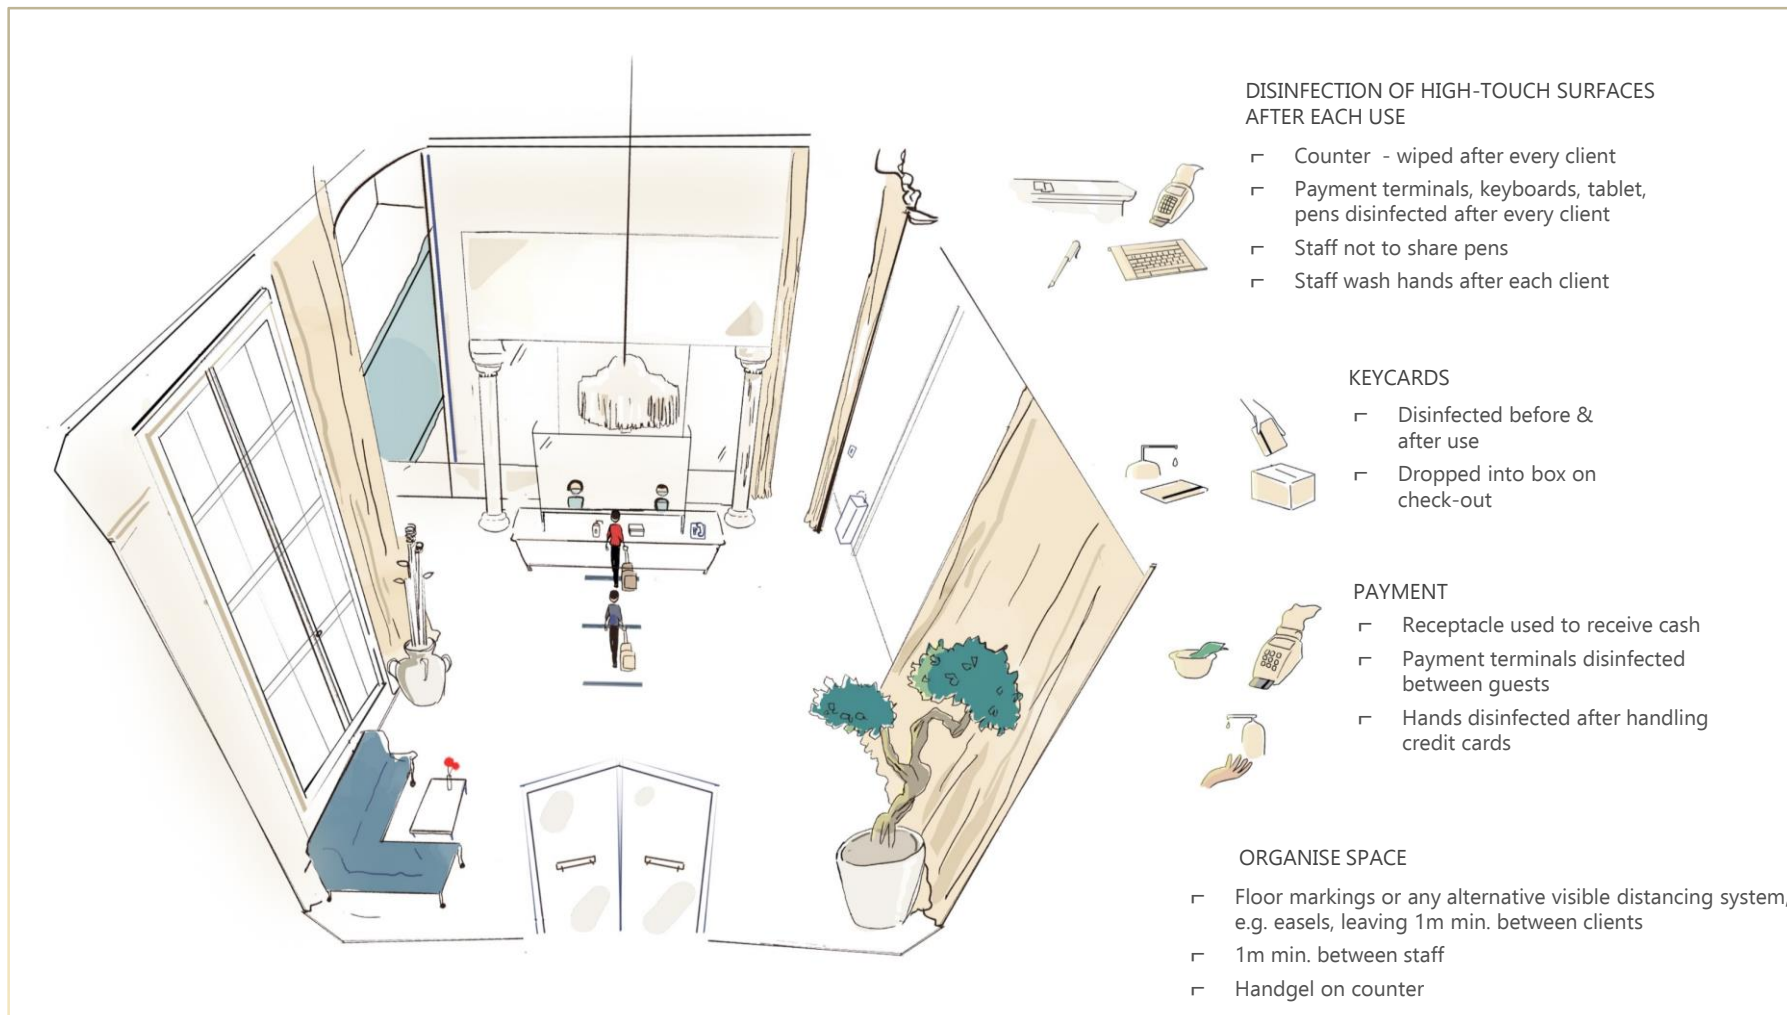 DISINFECTION OF HIGH-TOUCH SURFACES
AFTER EACH USE
Counter - wiped after every client
Payment terminals, keyboards, tablet,
pens disinfected after every client
Staff not to share pens
Staff wash hands after each client
KEYCARDS
Disinfected before &
after use
Dropped into box on
check-out
PAYMENT
Receptacle used to receive cash
Payment terminals disinfected
between guests
Hands disinfected after handling
credit cards
ORGANISE SPACE
Floor markings or any alternative visible distancing system,
e.g. easels, leaving 1m min. between clients
1m min. between staff
Handgel on counter